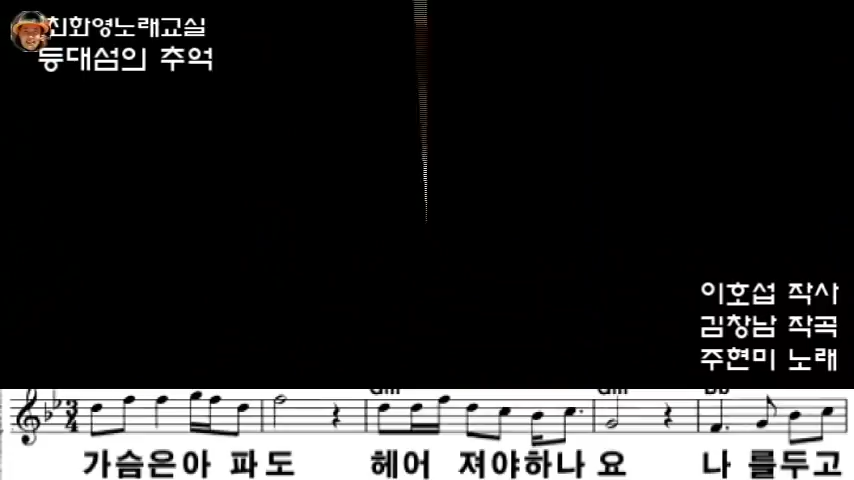 최화영노래교실
등대섬의 추억
이호섭 작사
김창남 작곡
주현미 노래
Gm Gm Bb
3
4
가슴은아 파도 헤어 져야하나 요 나 를두고